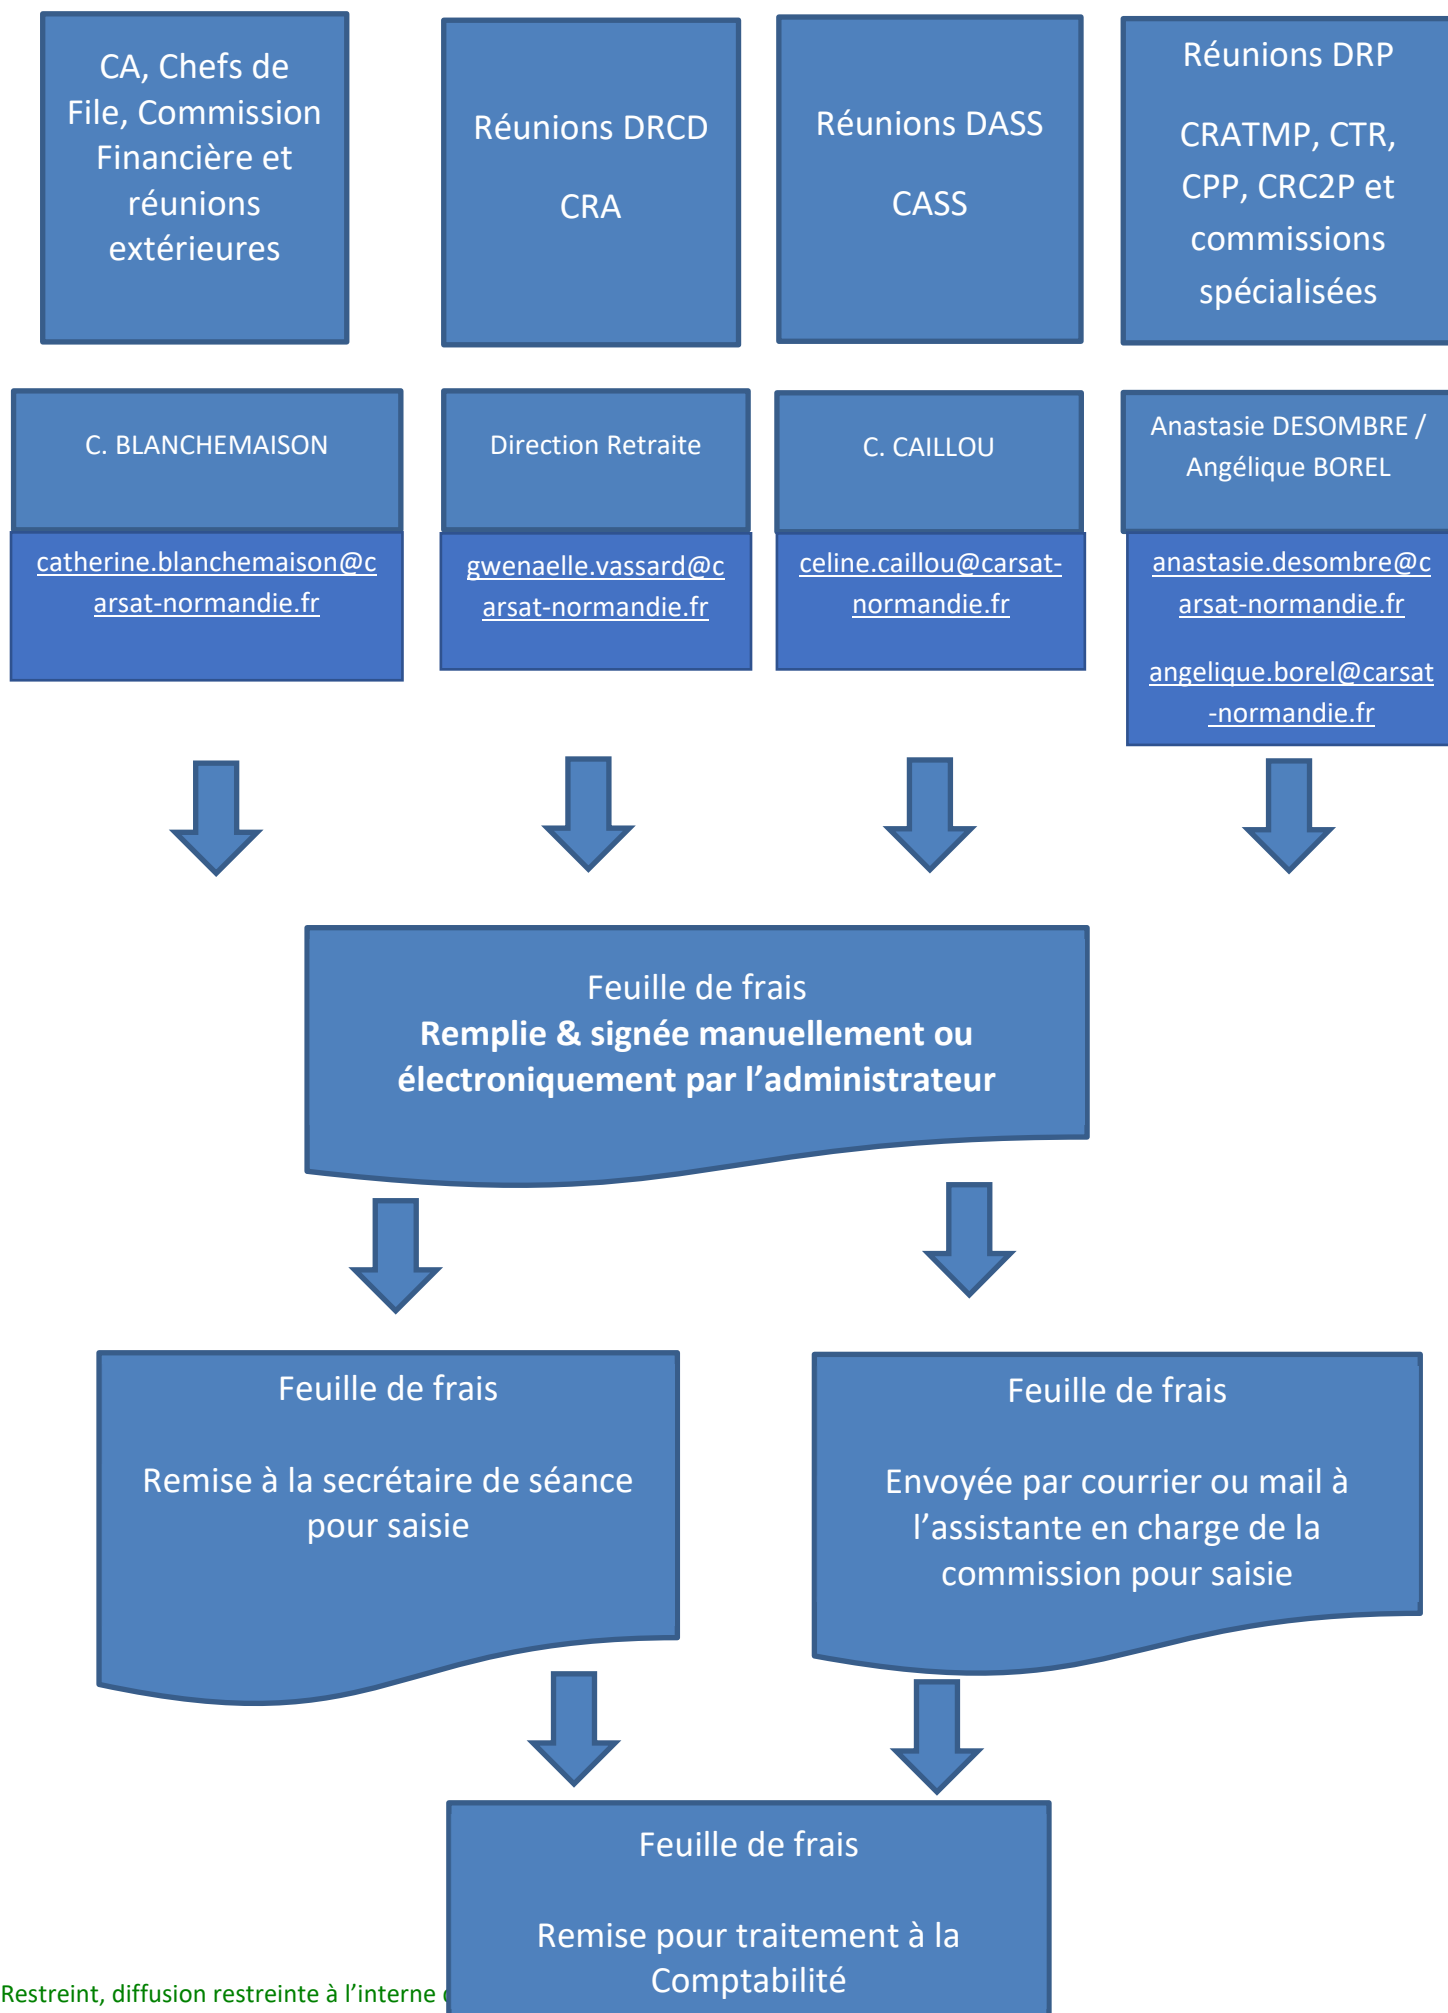 CA, Chefs de
File, Commission
Financière et
réunions
extérieures
Réunions DRCD
CRA
Réunions DASS
CASS
Réunions DRP
CRATMP, CTR,
CPP, CRC2P et
commissions
spécialisées
C. BLANCHEMAISON
Direction Retraite
C. CAILLOU
Anastasie DESOMBRE /
Angélique BOREL
catherine.blanchemaison@c
arsat-normandie.fr
gwenaelle.vassard@c
arsat-normandie.fr
celine.caillou@carsat-
normandie.fr
anastasie.desombre@c
arsat-normandie.fr
angelique.borel@carsat
-normandie.fr
Feuille de frais
Remplie & signée manuellement ou
électroniquement par l’administrateur
Feuille de frais
Remise à la secrétaire de séance
pour saisie
Feuille de frais
Envoyée par courrier ou mail à
l’assistante en charge de la
commission pour saisie
Feuille de frais
Remise pour traitement à la
Comptabilité
Restreint, diffusion restreinte à l’interne